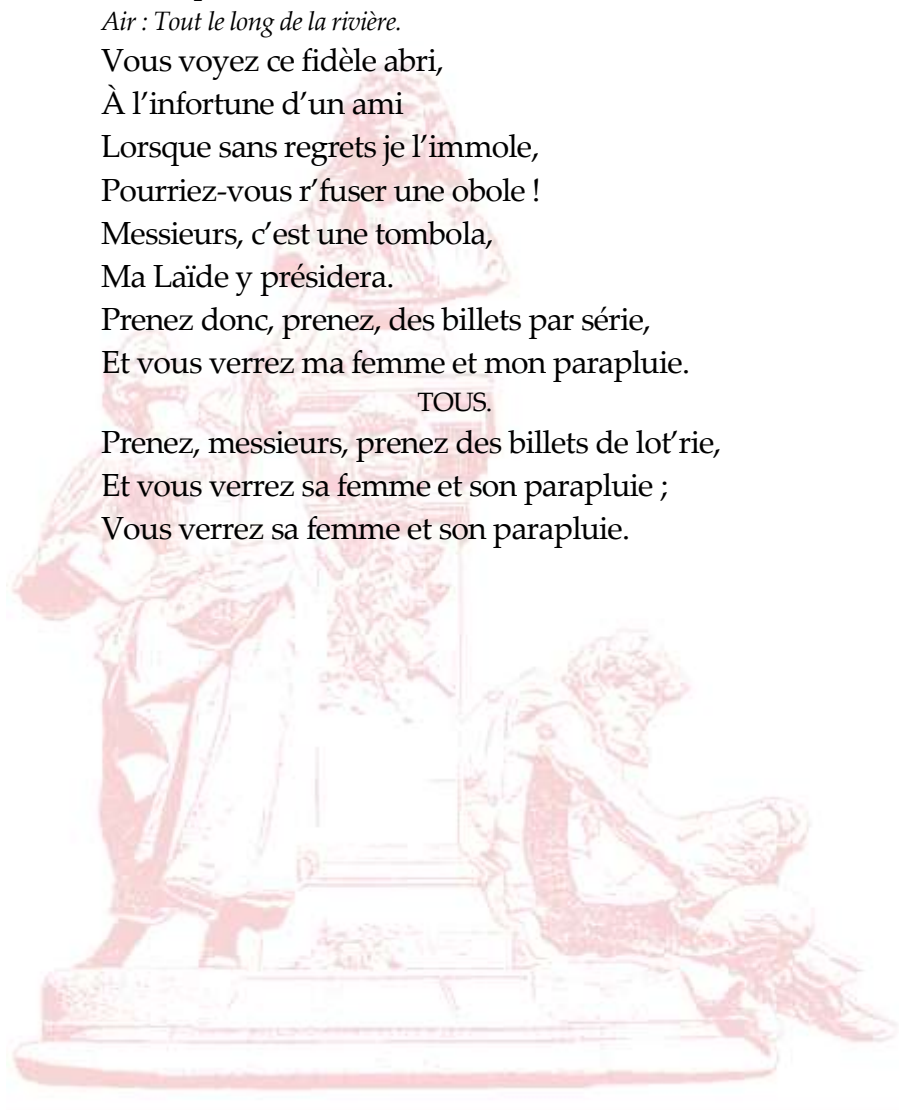 Air : Tout le long de la rivière.
Vous voyez ce fidèle abri,
À l’infortune d’un ami
Lorsque sans regrets je l’immole,
Pourriez-vous r’fuser une obole !
Messieurs, c’est une tombola,
Ma Laïde y présidera.
Prenez donc, prenez, des billets par série,
Et vous verrez ma femme et mon parapluie.
TOUS.
Prenez, messieurs, prenez des billets de lot’rie,
Et vous verrez sa femme et son parapluie ;
Vous verrez sa femme et son parapluie.